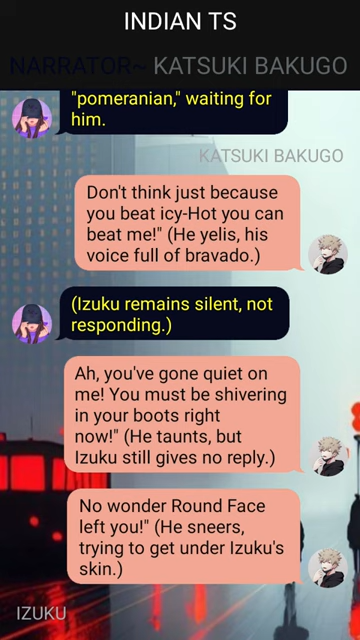 INDIAN TS
NARRATOR~ KATSUKI BAKUGO
"pomeranian," waiting for
him.
KATSUKI BAKUGO
Don't think just because
you beat icy-Hot you can
beat me!" (He yells, his
voice full of bravado.)
(Izuku remains silent, not
responding.)
Ah, you've gone quiet on
me! You must be shivering
in your boots right
now!" (He taunts, but
Izuku still gives no reply.)
No wonder Round Face
left you!" (He sneers,
trying to get under Izuku's
skin.)
IZUKU